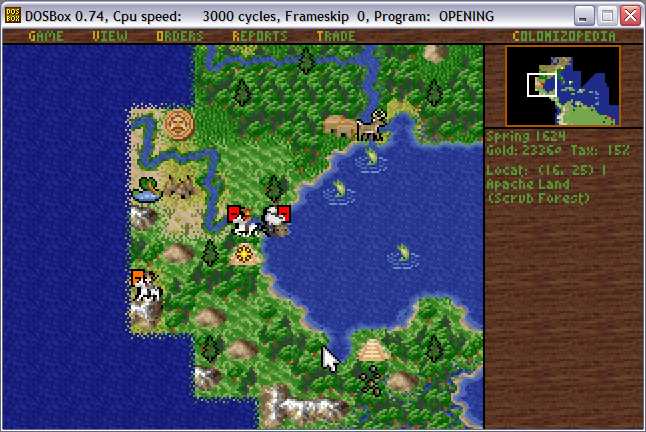 DOSBox 0.74, Cpu speed: 3000 cycles, Frameskip 0, Program: OPENING
GAME VIEW ORDERS REPORTS TRADE COLONIZOPEDIA
Spring 1624
Gold: 2336 Tax: 15%
Locat: (16, 25) 1
Apache Land
(Scrub Forest)